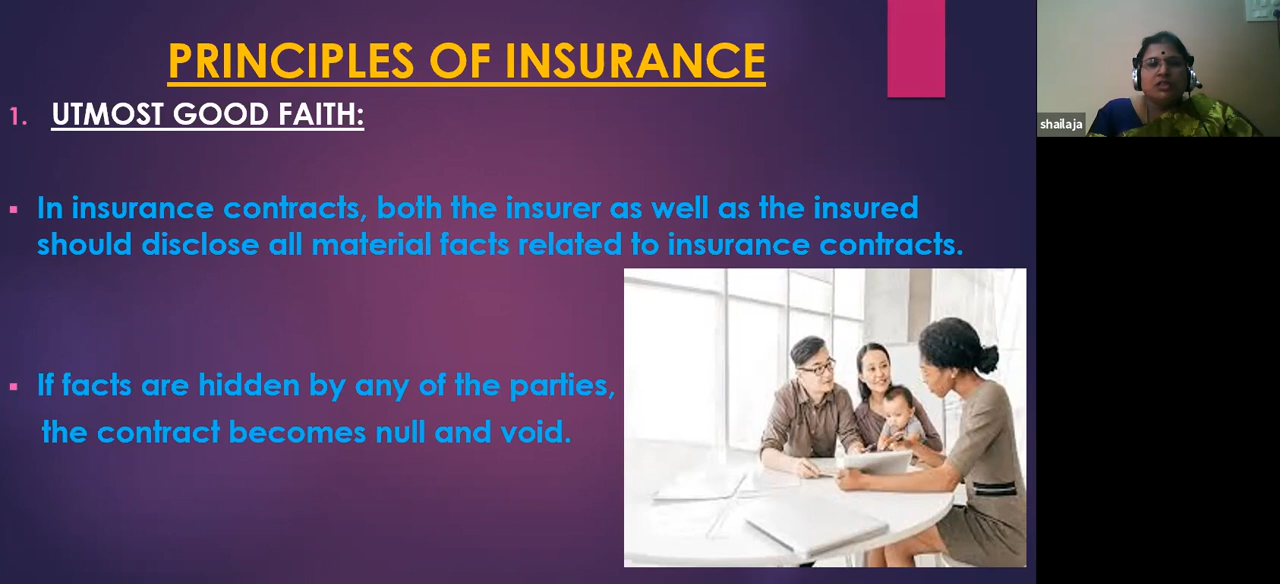 PRINCIPLES OF INSURANCE
1. UTMOST GOOD FAITH:
▪ In insurance contracts, both the insurer as well as the insured
should disclose all material facts related to insurance contracts.
▪ If facts are hidden by any of the parties,
the contract becomes null and void.
shailaja